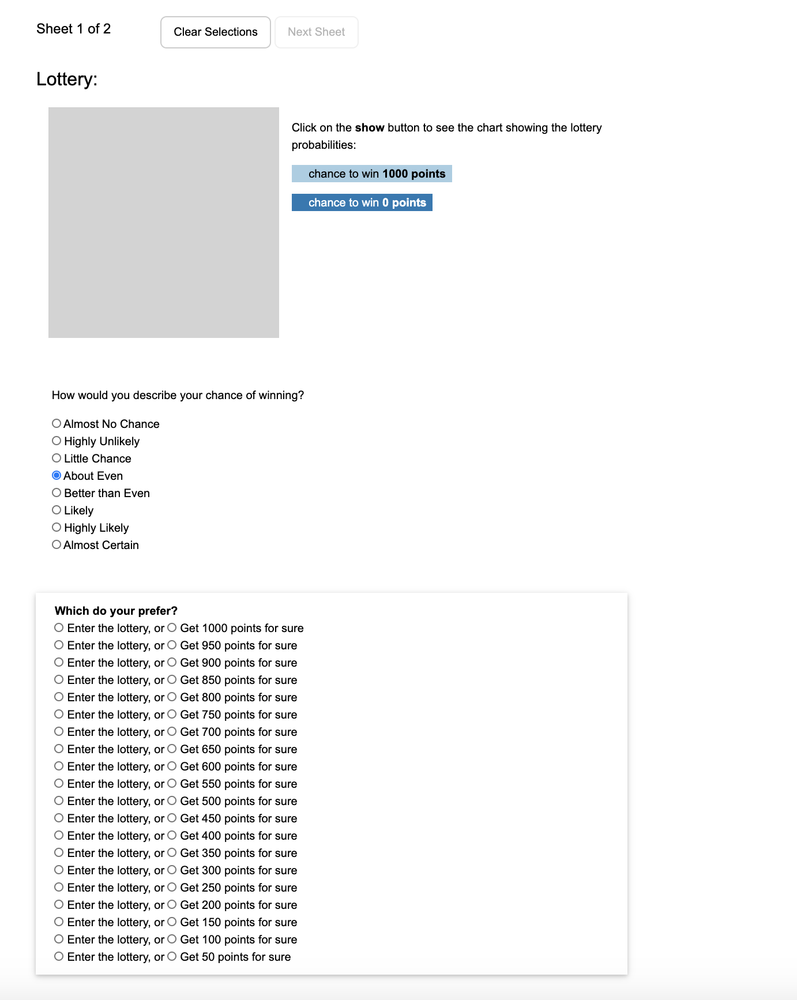 Sheet 1 of 2
Clear Selections
Next Sheet
Lottery:
Click on the show button to see the chart showing the lottery
probabilities:
chance to win 1000 points
chance to win 0 points
How would you describe your chance of winning?
Almost No Chance
Highly Unlikely
Little Chance
About Even
Better than Even
Likely
Highly Likely
Almost Certain
Which do your prefer?
Enter the lottery, or Get 1000 points for sure
Enter the lottery, or Get 950 points for sure
Enter the lottery, or Get 900 points for sure
Enter the lottery, or Get 850 points for sure
Enter the lottery, or Get 800 points for sure
Enter the lottery, or Get 750 points for sure
Enter the lottery, or Get 700 points for sure
Enter the lottery, or Get 650 points for sure
Enter the lottery, or Get 600 points for sure
Enter the lottery, or Get 550 points for sure
Enter the lottery, or Get 500 points for sure
Enter the lottery, or Get 450 points for sure
Enter the lottery, or Get 400 points for sure
Enter the lottery, or Get 350 points for sure
Enter the lottery, or Get 300 points for sure
Enter the lottery, or Get 250 points for sure
Enter the lottery, or Get 200 points for sure
Enter the lottery, or Get 150 points for sure
Enter the lottery, or Get 100 points for sure
Enter the lottery, or Get 50 points for sure